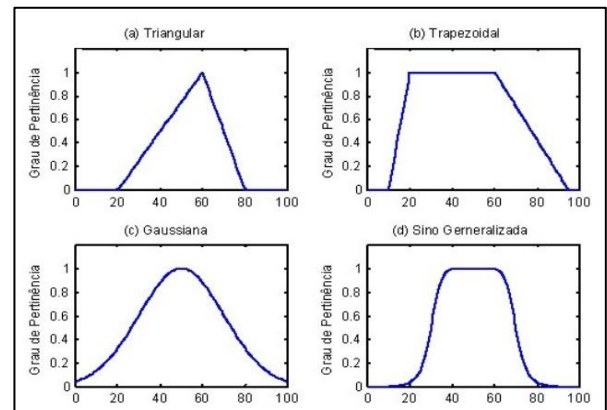 (a) Triangular
Grau de Pertinência
1
0.8
0.6
0.4
0.2
0
0 20 40 60 80 100
(b) Trapezoidal
Grau de Pertinência
1
0.8
0.6
0.4
0.2
0
0 20 40 60 80 100
(c) Gaussiana
Grau de Pertinência
1
0.8
0.6
0.4
0.2
0
0 20 40 60 80 100
(d) Sino Gerneralizada
Grau de Pertinência
1
0.8
0.6
0.4
0.2
0
0 20 40 60 80 100